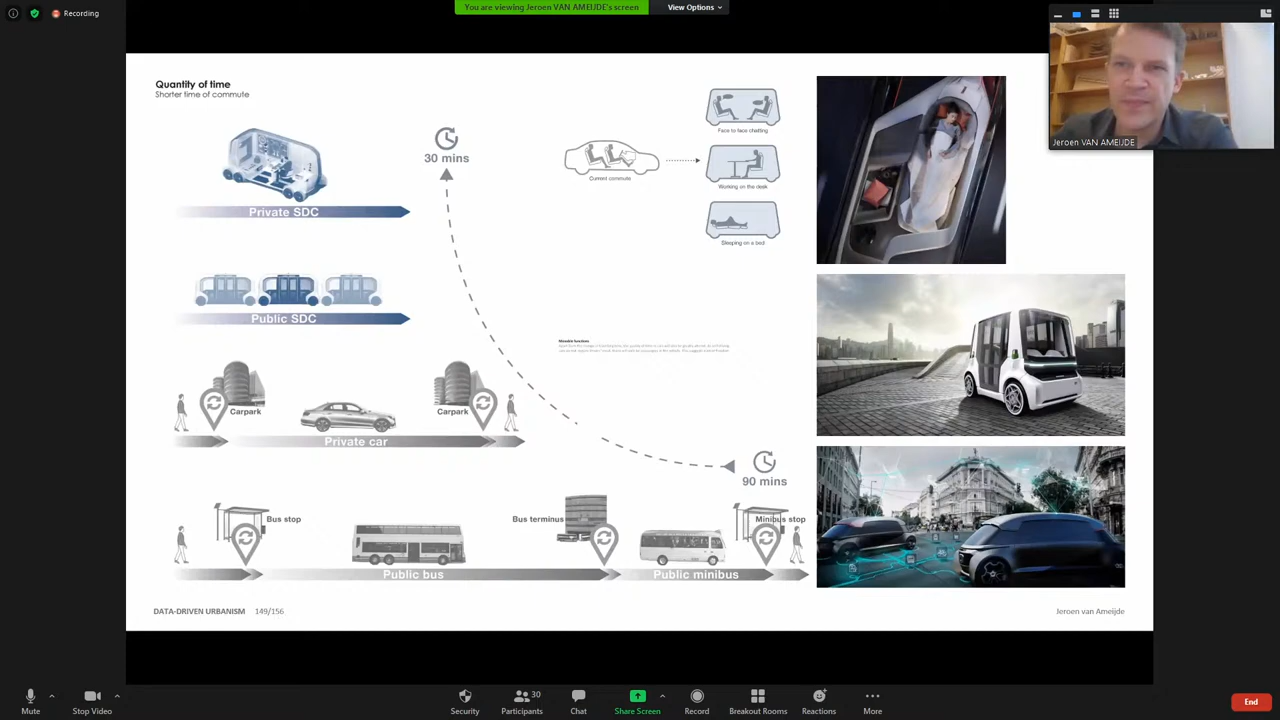 Recording
You are viewing Jeroen VAN AMEIJDE's screen
View Options
Jeroen VAN AMEIJDE
Quantity of time
Shorter time of commute
Private SDC
30 mins
Current commute
Face to face chatting
Working on the desk
Sleeping on a bed
Public SDC
Carpark
Carpark
Private car
90 mins
Bus stop
Bus terminus
Minibus stop
Public bus
Public minibus
DATA-DRIVEN URBANISM 149/156
Jeroen van Ameijde
Mute
Stop Video
Security
Participants
30
Chat
Share Screen
Record
Breakout Rooms
Reactions
More
End